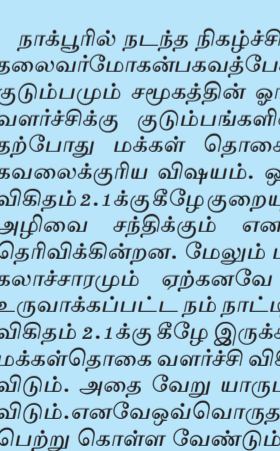 நாக்பூரில் நடந்த நிகழ்ச்சி
தலைவர்மோகன்பகவத்பே
குடும்பமும் சமூகத்தின் ஓர்
வளர்ச்சிக்கு குடும்பங்களி
தற்போது மக்கள் தொகை
கவலைக்குரிய விஷயம். ஒ
விகிதம் 2.1க்குகீழேகுறையு
அழிவை சந்திக்கும் என
தெரிவிக்கின்றன. மேலும் ப
கலாச்சாரமும் ஏற்கனவே
உருவாக்கப்பட்ட நம் நாட்டி
விகிதம் 2.1க்கு கீழே இருக்க
மக்கள்தொகை வளர்ச்சி விகி
விடும். அதை வேறு யாரும்
விடும்.எனவேஒவ்வொருத
பெற்று கொள்ள வேண்டும்